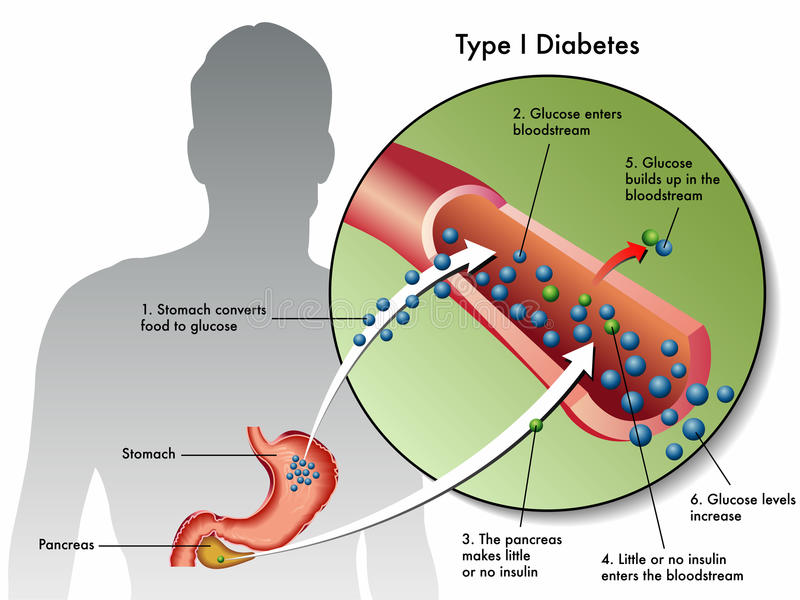 Type I Diabetes
2. Glucose enters
bloodstream
5. Glucose
builds up in the
bloodstream
1. Stomach converts
food to glucose
Stomach
Pancreas
3. The pancreas
makes little
or no insulin
4. Little or no insulin
enters the bloodstream
6. Glucose levels
increase
dreamstime